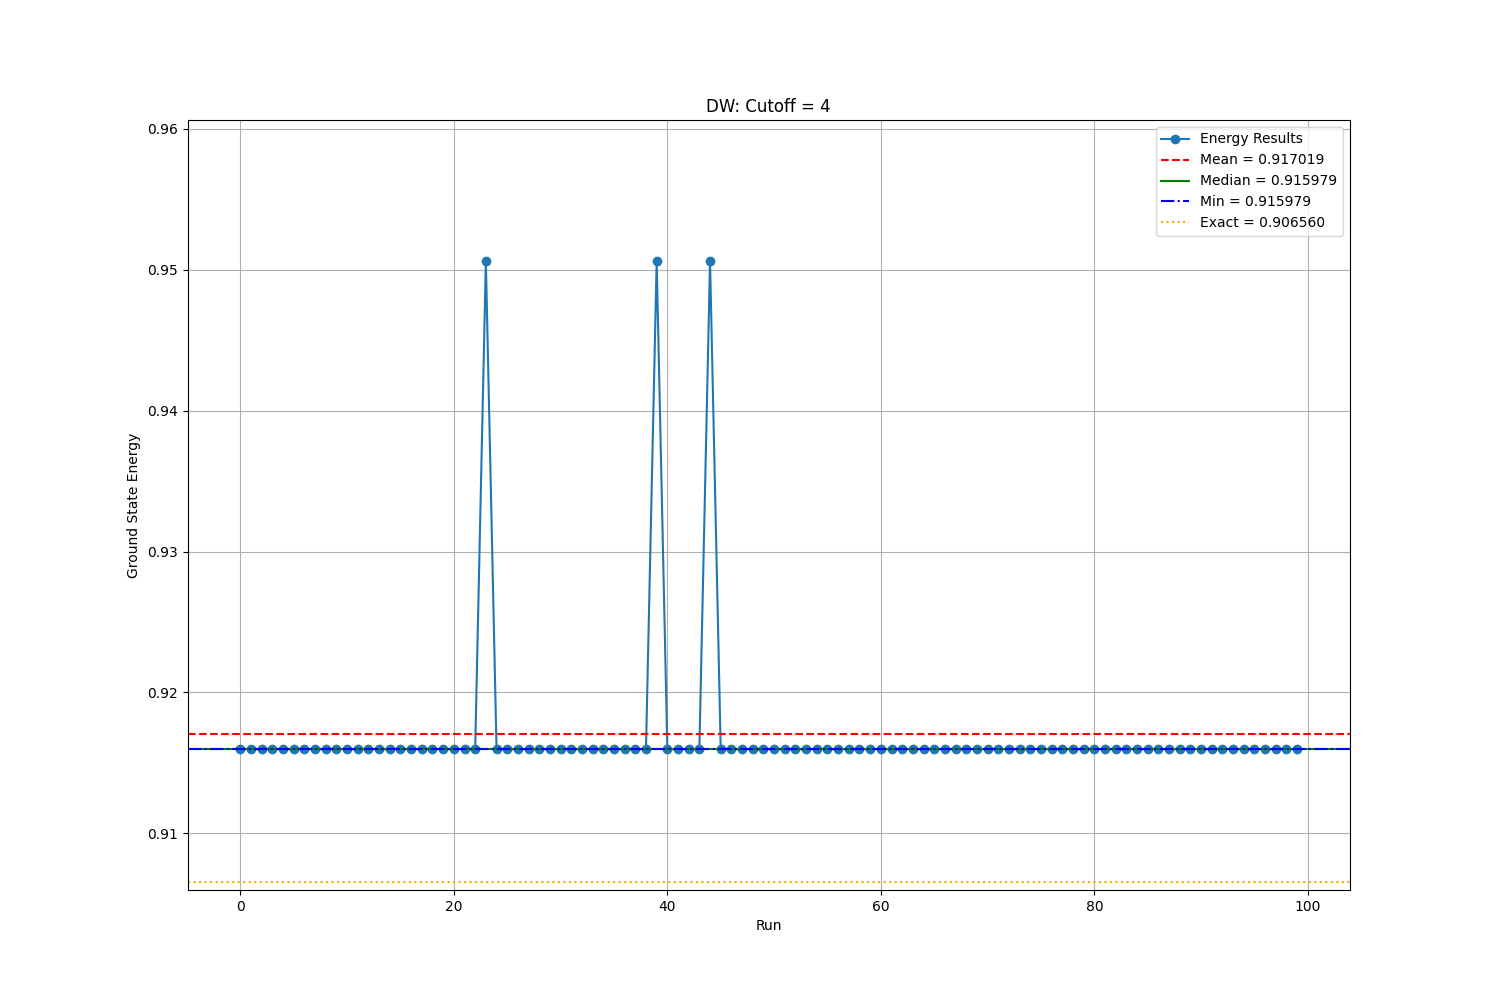 DW: Cutoff = 4
Energy Results
Mean = 0.917019
Median = 0.915979
Min = 0.915979
Exact = 0.906560
Ground State Energy
0.96
0.95
0.94
0.93
0.92
0.91
0 20 40 60 80 100
Run